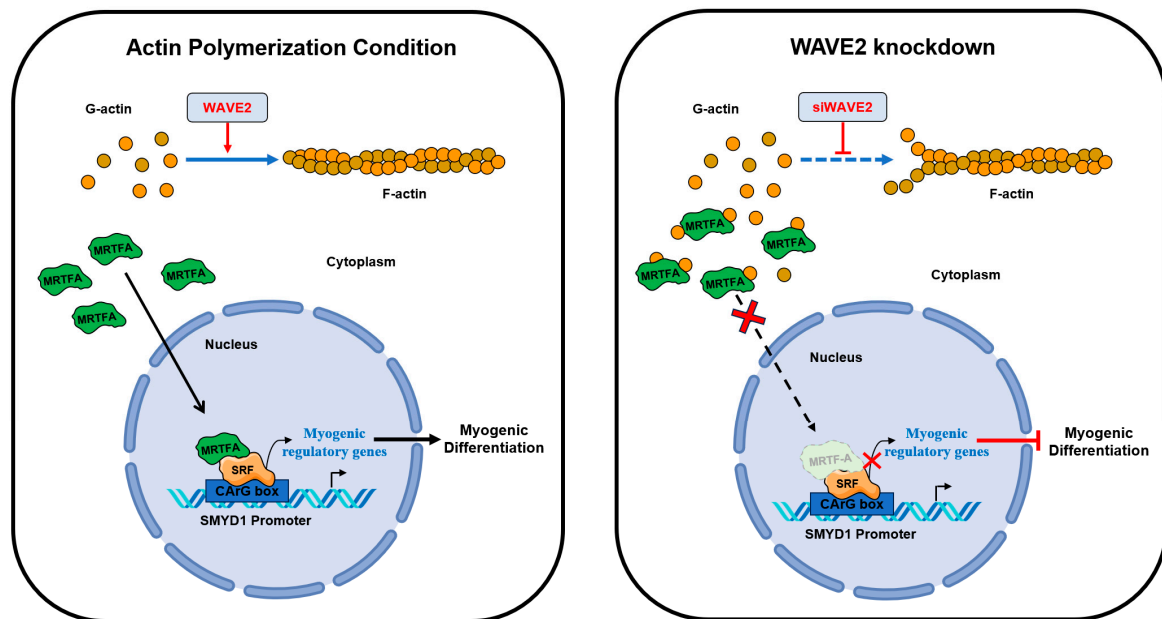 Actin Polymerization Condition
G-actin
WAVE2
F-actin
MRTFA
MRTFA
MRTFA
MRTFA
Cytoplasm
Nucleus
MRTFA
SRF
CArG box
SMYD1 Promoter
Myogenic
regulatory genes
Myogenic
Differentiation
WAVE2 knockdown
G-actin
siWAVE2
F-actin
MRTFA
MRTFA
MRTFA
MRTFA
Cytoplasm
Nucleus
MRTF-A
SRF
CArG box
SMYD1 Promoter
Myogenic
regulatory genes
Myogenic
Differentiation